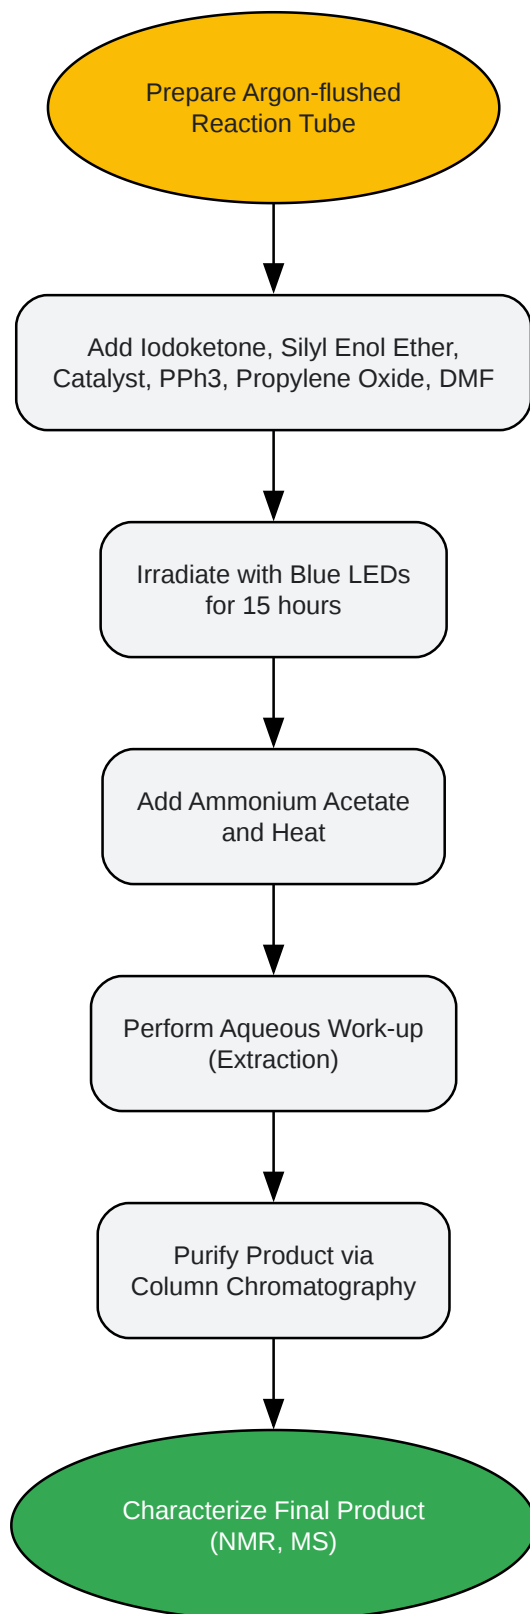 Prepare Argon-flushed
Reaction Tube
Add Iodoketone, Silyl Enol Ether,
Catalyst, PPh3, Propylene Oxide, DMF
Irradiate with Blue LEDs
for 15 hours
Add Ammonium Acetate
and Heat
Perform Aqueous Work-up
(Extraction)
Purify Product via
Column Chromatography
Characterize Final Product
(NMR, MS)